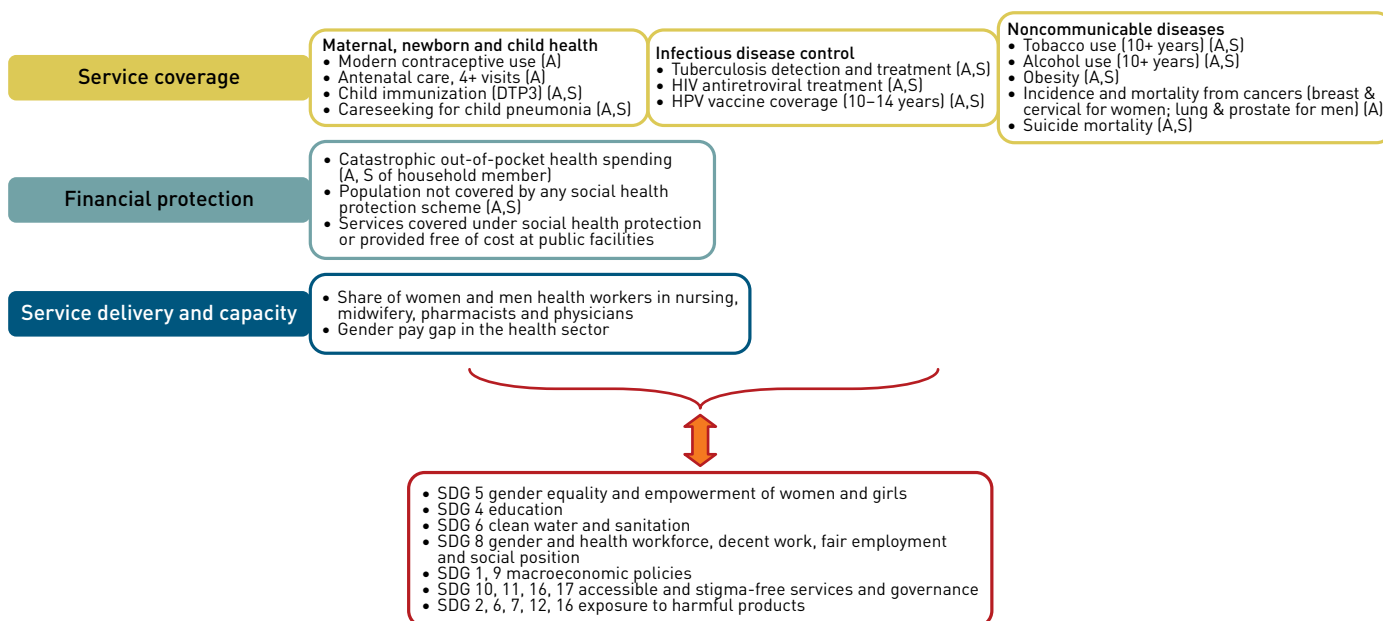 Service coverage
Maternal, newborn and child health
• Modern contraceptive use (A)
• Antenatal care, 4+ visits (A)
• Child immunization (DTP3) (A,S)
• Careseeking for child pneumonia (A,S)
Infectious disease control
• Tuberculosis detection and treatment (A,S)
• HIV antiretroviral treatment (A,S)
• HPV vaccine coverage (10–14 years) (A,S)
Noncommunicable diseases
• Tobacco use (10+ years) (A,S)
• Alcohol use (10+ years) (A,S)
• Obesity (A,S)
• Incidence and mortality from cancers (breast &
cervical for women; lung & prostate for men) (A)
• Suicide mortality (A,S)
Financial protection
• Catastrophic out-of-pocket health spending
(A, S of household member)
• Population not covered by any social health
protection scheme (A,S)
• Services covered under social health protection
or provided free of cost at public facilities
Service delivery and capacity
• Share of women and men health workers in nursing,
midwifery, pharmacists and physicians
• Gender pay gap in the health sector
• SDG 5 gender equality and empowerment of women and girls
• SDG 4 education
• SDG 6 clean water and sanitation
• SDG 8 gender and health workforce, decent work, fair employment
and social position
• SDG 1, 9 macroeconomic policies
• SDG 10, 11, 16, 17 accessible and stigma-free services and governance
• SDG 2, 6, 7, 12, 16 exposure to harmful products